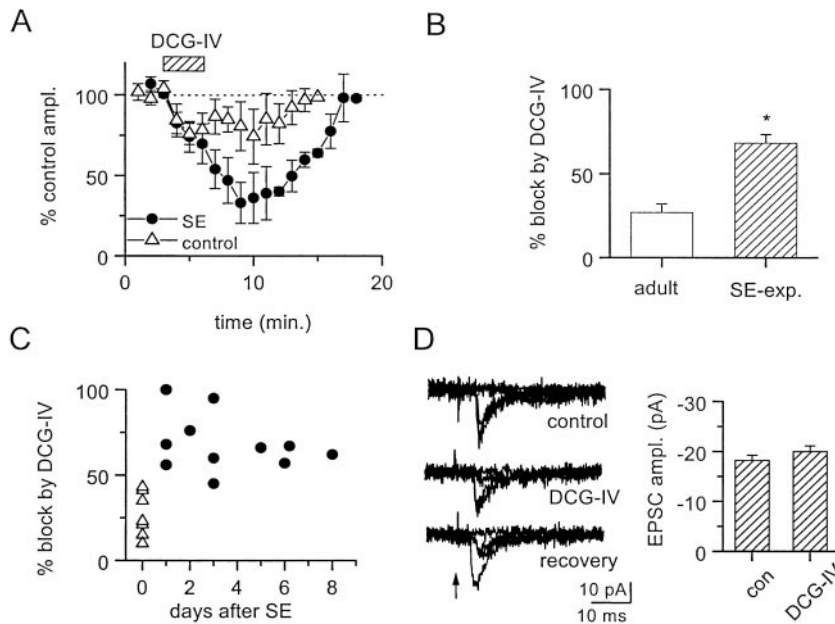 A
DCG-IV
% control ampl.
100
50
0
SE
control
0 10 20
time (min.)
B
% block by DCG-IV
100
50
0
*
adult SE-exp.
C
% block by DCG-IV
100
50
0
0 2 4 6 8
days after SE
D
control
DCG-IV
recovery
10 pA
10 ms
EPSC ampl. (pA)
-30
-20
-10
0
con DCG-IV